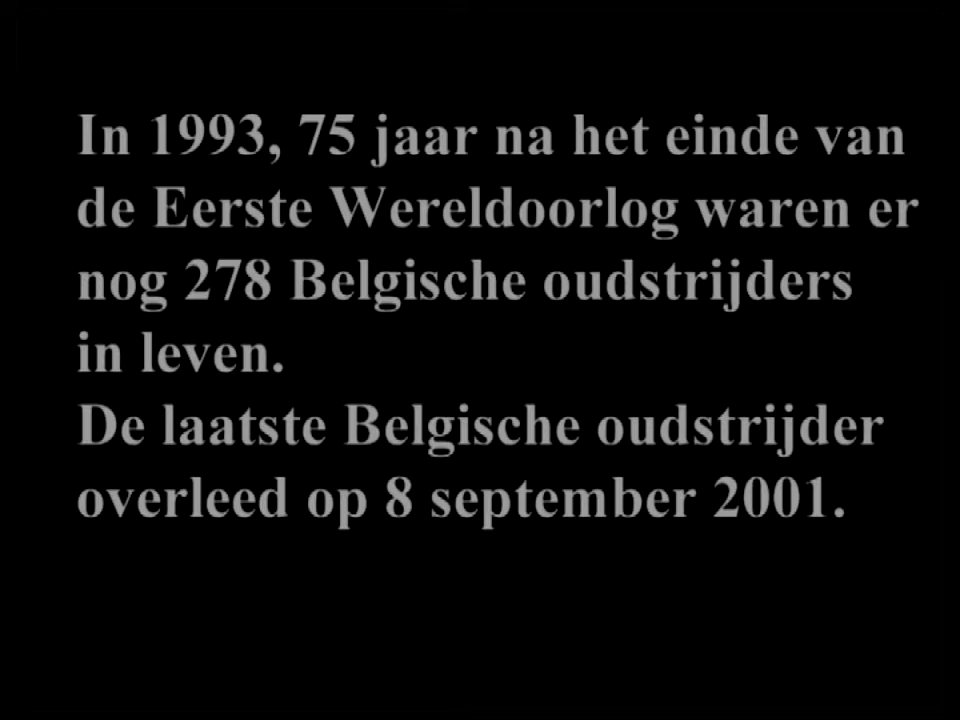 In 1993, 75 jaar na het einde van
de Eerste Wereldoorlog waren er
nog 278 Belgische oudstrijders
in leven.
De laatste Belgische oudstrijder
overleed op 8 september 2001.